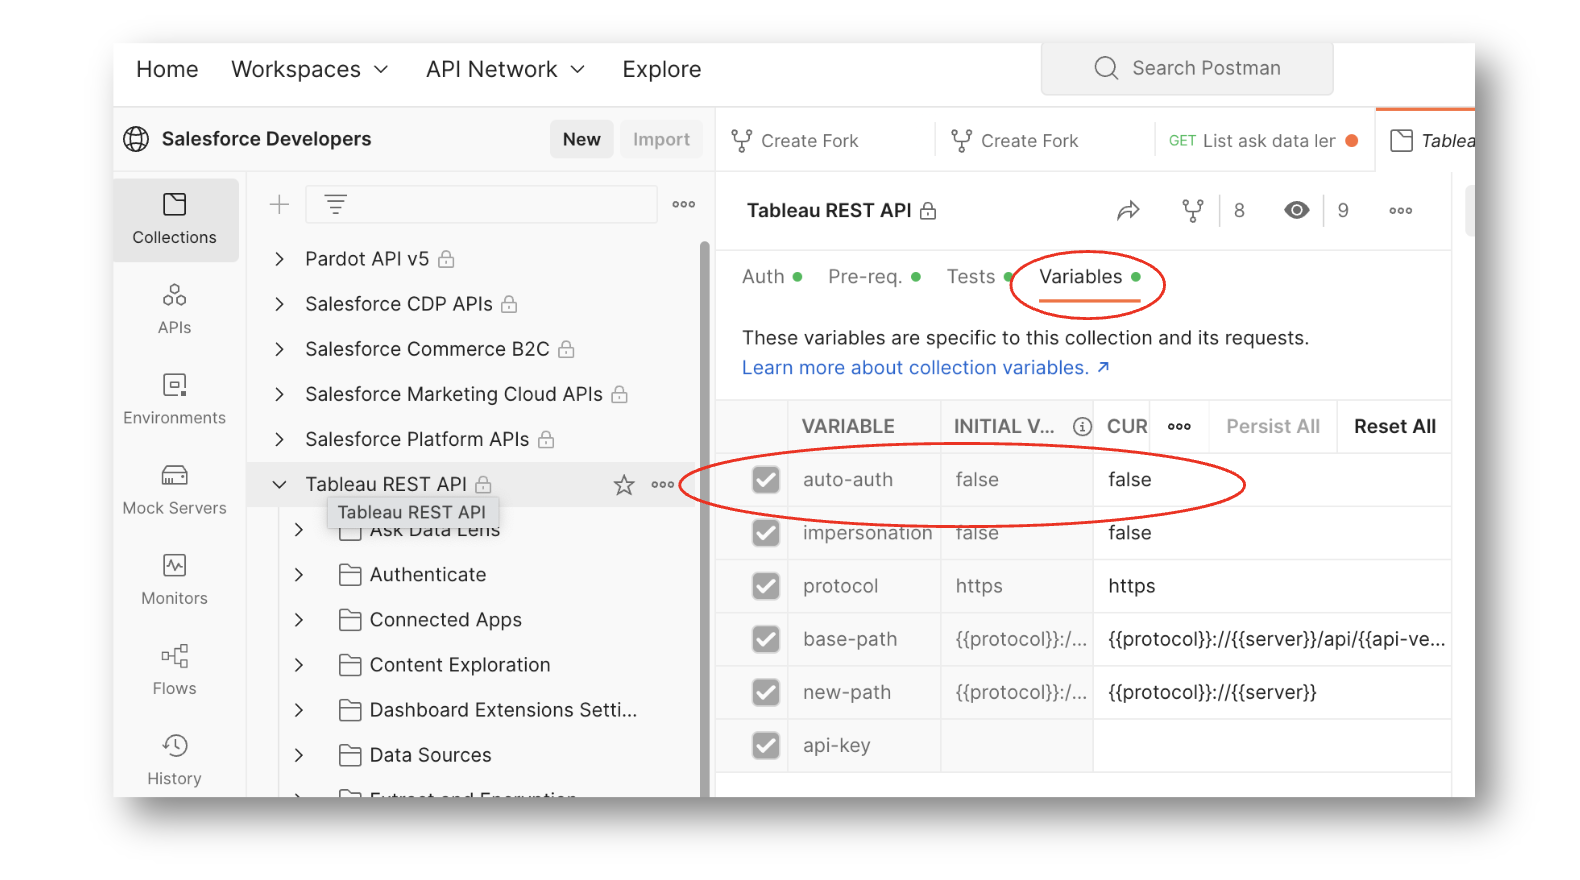 Home Workspaces API Network Explore Search Postman
Salesforce Developers New Import
Create Fork Create Fork GET List ask data ler Tablea
Collections
APIs
Environments
Mock Servers
Monitors
Flows
History
Pardot API v5
Salesforce CDP APIs
Salesforce Commerce B2C
Salesforce Marketing Cloud APIs
Salesforce Platform APIs
Tableau REST API
Tableau REST API
Ask Data Lens
Authenticate
Connected Apps
Content Exploration
Dashboard Extensions Setti...
Data Sources
Extract and Encryption
Tableau REST API 8 9
Auth Pre-req. Tests Variables
These variables are specific to this collection and its requests.
Learn more about collection variables. ↗
VARIABLE INITIAL V... CUR Persist All Reset All
auto-auth false false
impersonation false false
protocol https https
base-path {{protocol}}:/... {{protocol}}://{{server}}/api/{{api-ve...
new-path {{protocol}}:/... {{protocol}}://{{server}}
api-key